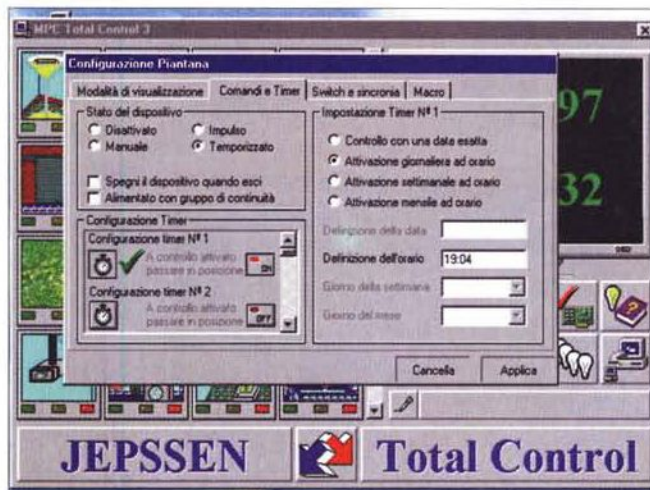 MPC Total Control 3
Configurazione Piantana
Modalità di visualizzazione
Comandi e Timer
Switch e sincronia
Macro
Stato del dispositivo
Disattivato
Impulso
Manuale
Temporizzato
Spegni il dispositivo quando esci
Alimentato con gruppo di continuità
Configurazione Timer
Configurazione timer Nº 1
A controllo attivato
passare in posizione
ON
Configurazione timer Nº 2
A controllo attivato
passare in posizione
OFF
Impostazione Timer Nº 1
Controllo con una data esatta
Attivazione giornaliera ad orario
Attivazione settimanale ad orario
Attivazione mensile ad orario
Definizione della data
Definizione dell'orario
19:04
Giorno della settimana
Giorno del mese
Cancella
Applica
97
32
JEPSSEN
Total Control